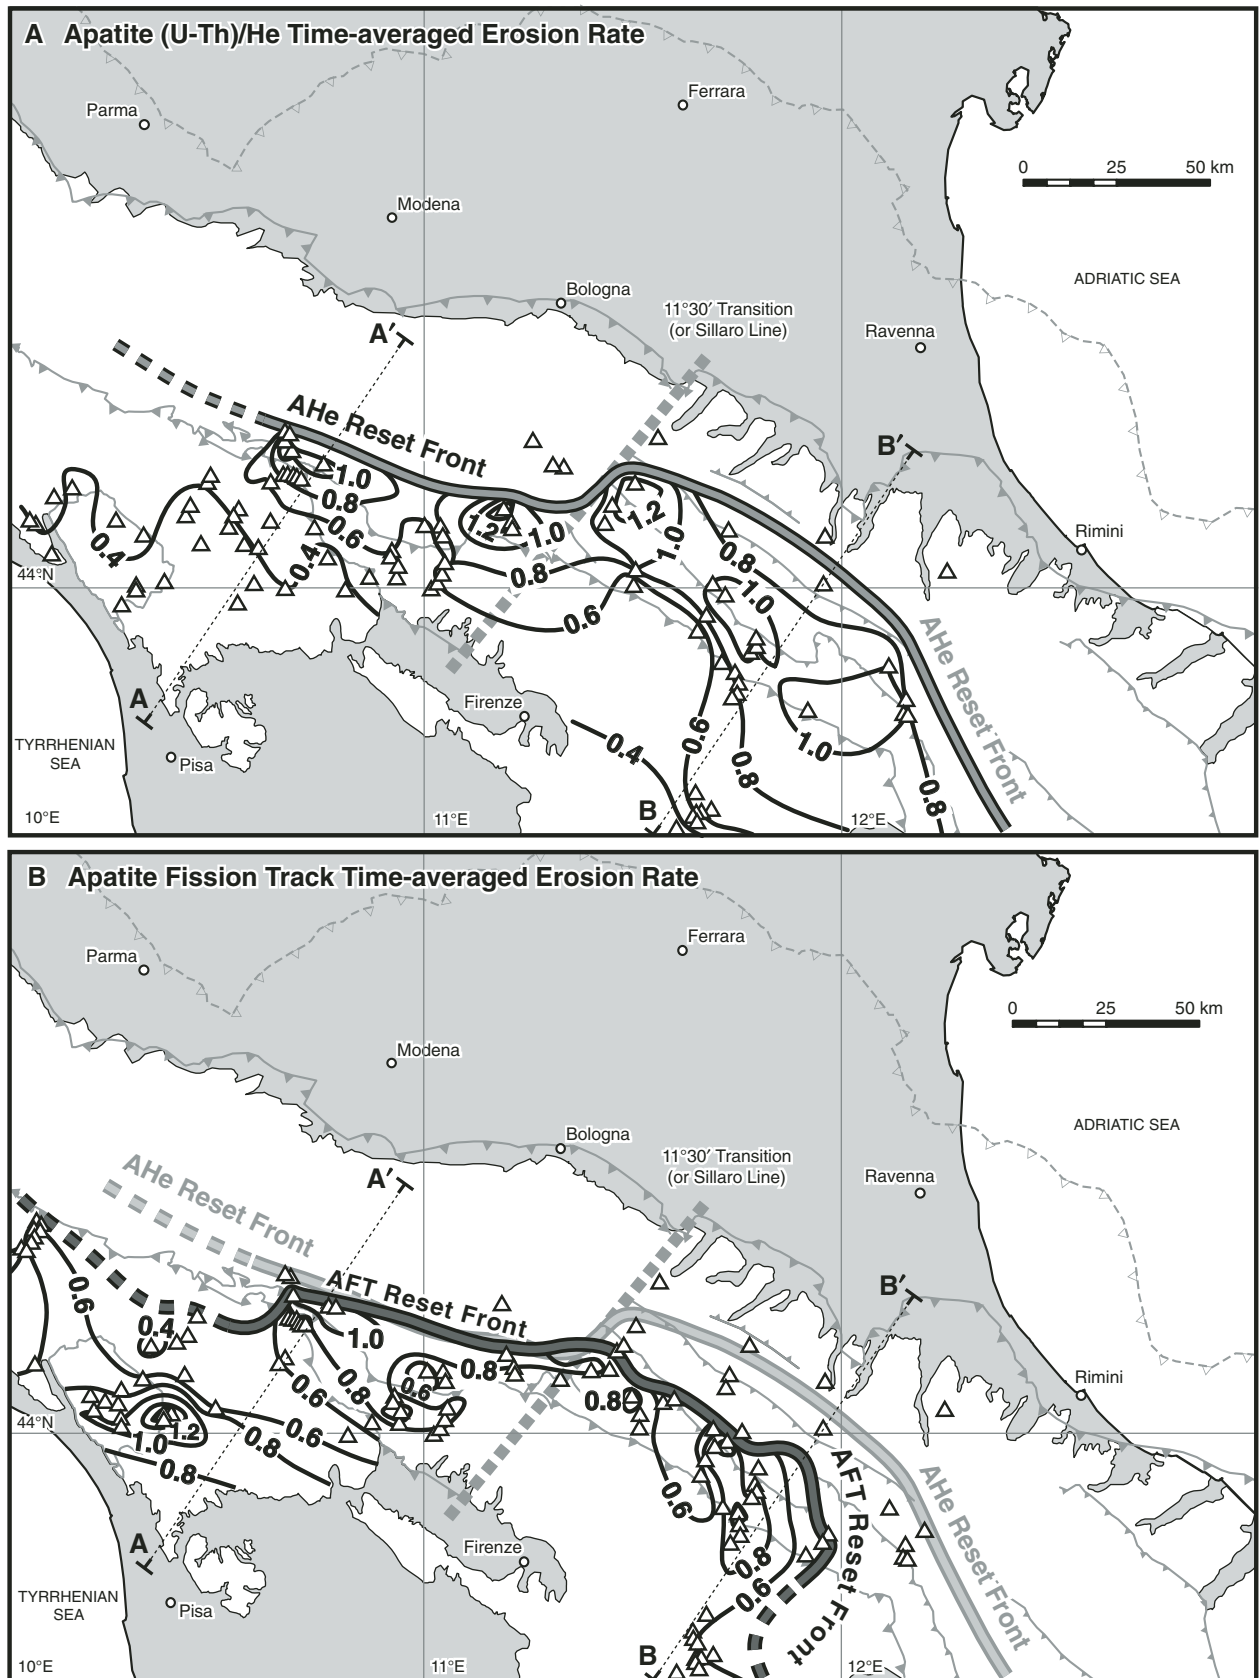 A Apatite (U-Th)/He Time-averaged Erosion Rate
Parma
Ferrara
0 25 50 km
Modena
ADRIATIC SEA
Bologna
11°30′ Transition
(or Sillaro Line)
Ravenna
A′
AHe Reset Front
B′
1.0
0.8
0.6
0.4
0.4
1.2
1.0
1.2
1.0
0.8
0.8
1.0
0.6
Rimini
44°N
AHe Reset Front
A
Firenze
TYRRHENIAN
SEA
Pisa
0.4
0.6
0.8
1.0
0.8
B
10°E
11°E
12°E
B Apatite Fission Track Time-averaged Erosion Rate
Parma
Ferrara
0 25 50 km
Modena
ADRIATIC SEA
Bologna
11°30′ Transition
(or Sillaro Line)
Ravenna
AHe Reset Front
A′
AFT Reset Front
B′
0.6
0.4
1.0
0.8
0.6
0.8
0.6
0.8
Rimini
44°N
1.2
1.0
0.8
0.6
0.8
0.6
AFT Reset Front
AHe Reset Front
0.8
0.6
A
Firenze
TYRRHENIAN
SEA
Pisa
B
10°E
11°E
12°E